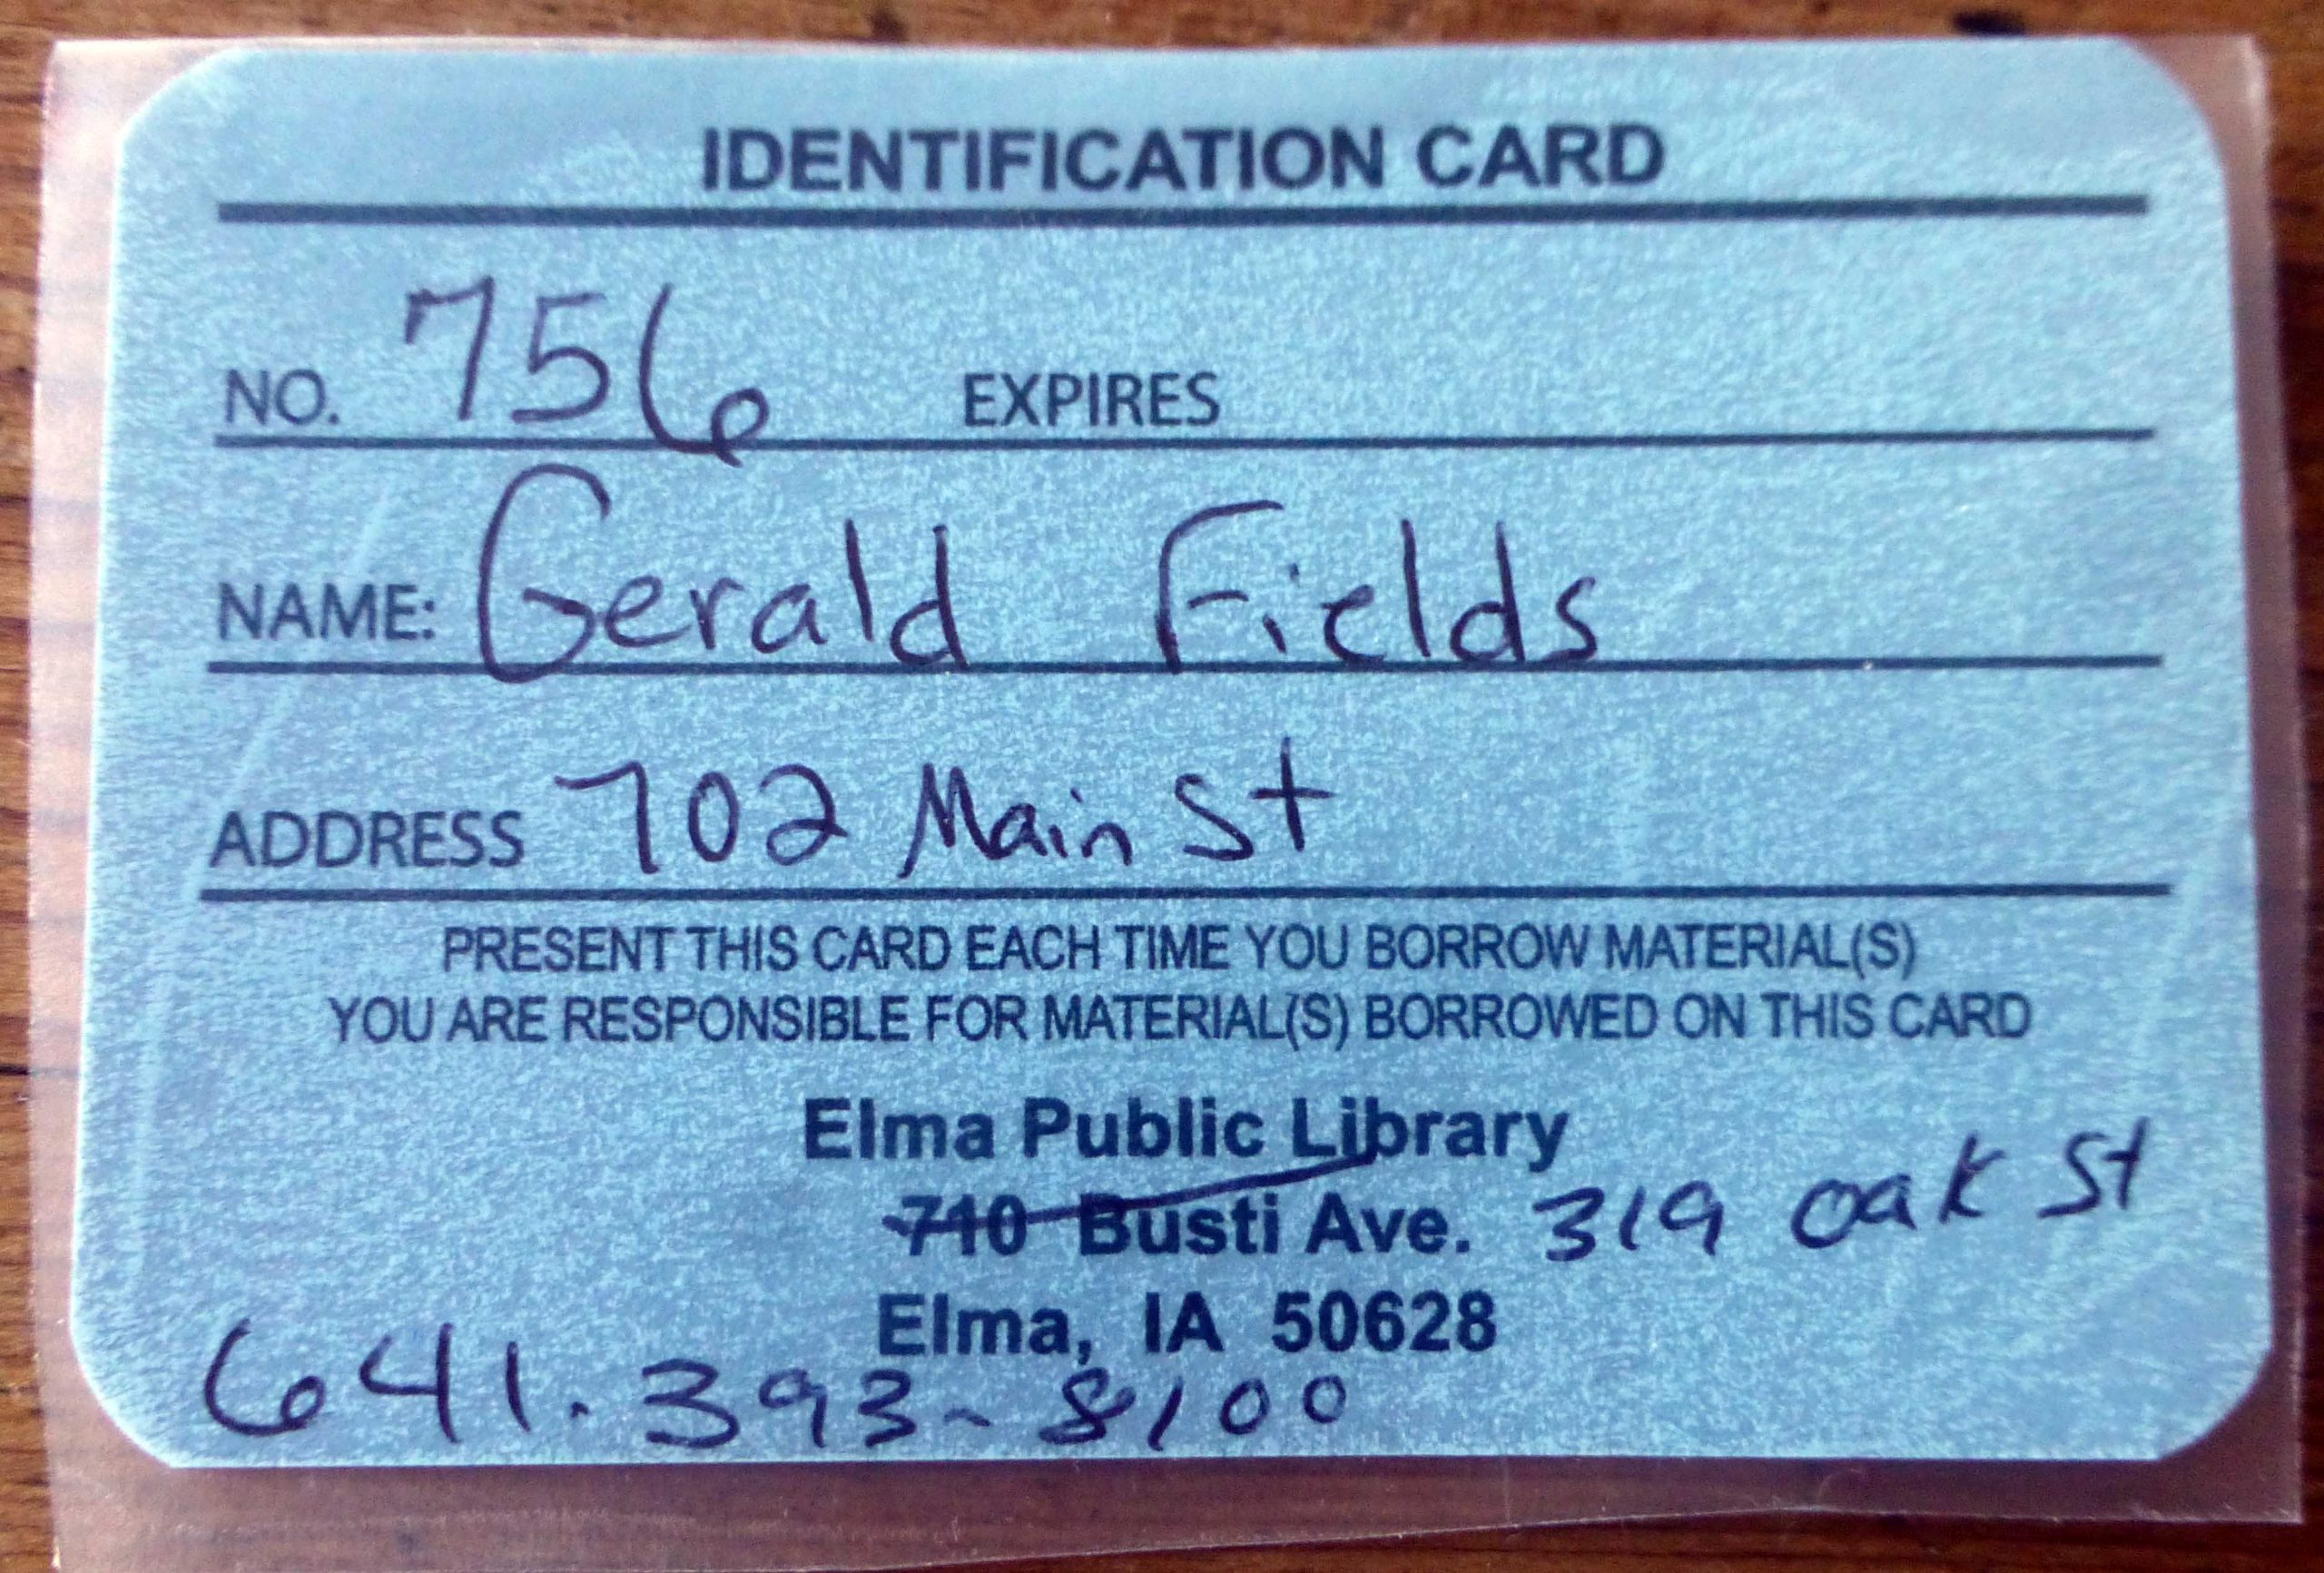 IDENTIFICATION CARD
NO. 756 EXPIRES
NAME: Gerald Fields
ADDRESS 702 Main St
PRESENT THIS CARD EACH TIME YOU BORROW MATERIAL(S)
YOU ARE RESPONSIBLE FOR MATERIAL(S) BORROWED ON THIS CARD
Elma Public Library
710 Busti Ave. 319 Oak St
Elma, IA 50628
641-393-8100